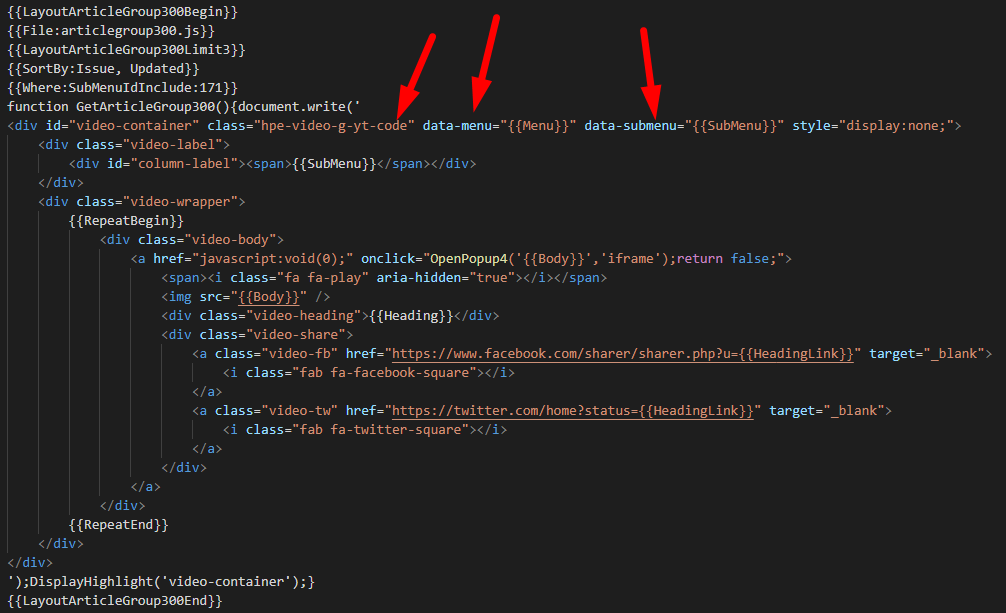 {{LayoutArticleGroup300Begin}}
{{File:articlegroup300.js}}
{{LayoutArticleGroup300Limit3}}
{{SortBy:Issue, Updated}}
{{Where:SubMenuIdInclude:171}}
function GetArticleGroup300(){document.write('
<div id="video-container" class="hpe-video-g-yt-code" data-menu="{{Menu}}" data-submenu="{{SubMenu}}" style="display:none;">
    <div class="video-label">
        <div id="column-label"><span>{{SubMenu}}</span></div>
    </div>
    <div class="video-wrapper">
        {{RepeatBegin}}
            <div class="video-body">
                <a href="javascript:void(0);" onclick="OpenPopup4('{{Body}}','iframe');return false;">
                    <span><i class="fa fa-play" aria-hidden="true"></i></span>
                    <img src="{{Body}}" />
                    <div class="video-heading">{{Heading}}</div>
                    <div class="video-share">
                        <a class="video-fb" href="https://www.facebook.com/sharer/sharer.php?u={{HeadingLink}}" target="_blank">
                            <i class="fab fa-facebook-square"></i>
                        </a>
                        <a class="video-tw" href="https://twitter.com/home?status={{HeadingLink}}" target="_blank">
                            <i class="fab fa-twitter-square"></i>
                        </a>
                    </div>
                </a>
            </div>
        {{RepeatEnd}}
    </div>
</div>
');DisplayHighlight('video-container');}
{{LayoutArticleGroup300End}}